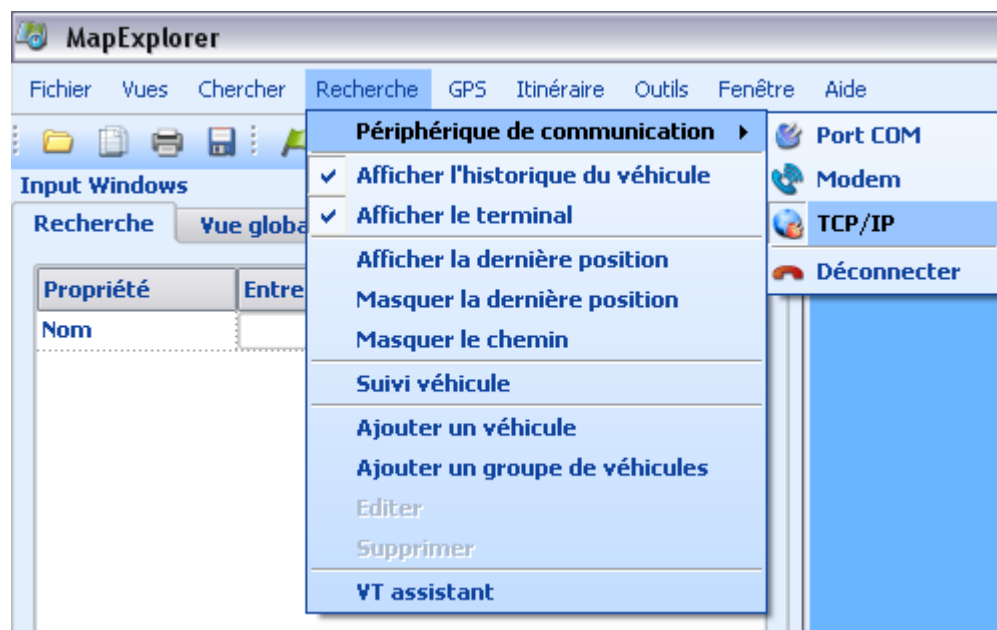 MapExplorer
Fichier Vues Chercher Recherche GPS Itinéraire Outils Fenêtre Aide
Périphérique de communication
Port COM
Input Windows
Afficher l'historique du véhicule
Modem
Recherche Vue globa
Afficher le terminal
TCP/IP
Afficher la dernière position
Déconnecter
Propriété Entre
Masquer la dernière position
Nom
Masquer le chemin
Suivi véhicule
Ajouter un véhicule
Ajouter un groupe de véhicules
Editer
Supprimer
VT assistant